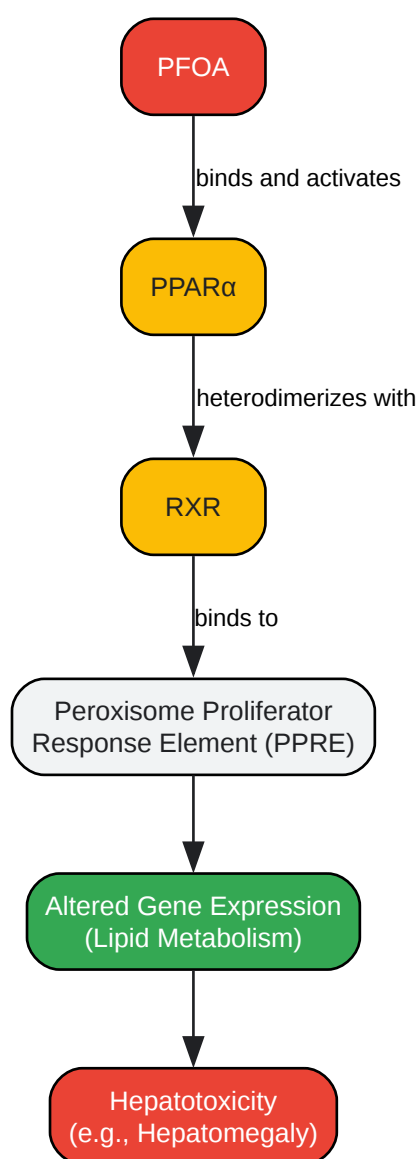 PFOA
binds and activates
PPARα
heterodimerizes with
RXR
binds to
Peroxisome Proliferator
Response Element (PPRE)
Altered Gene Expression
(Lipid Metabolism)
Hepatotoxicity
(e.g., Hepatomegaly)